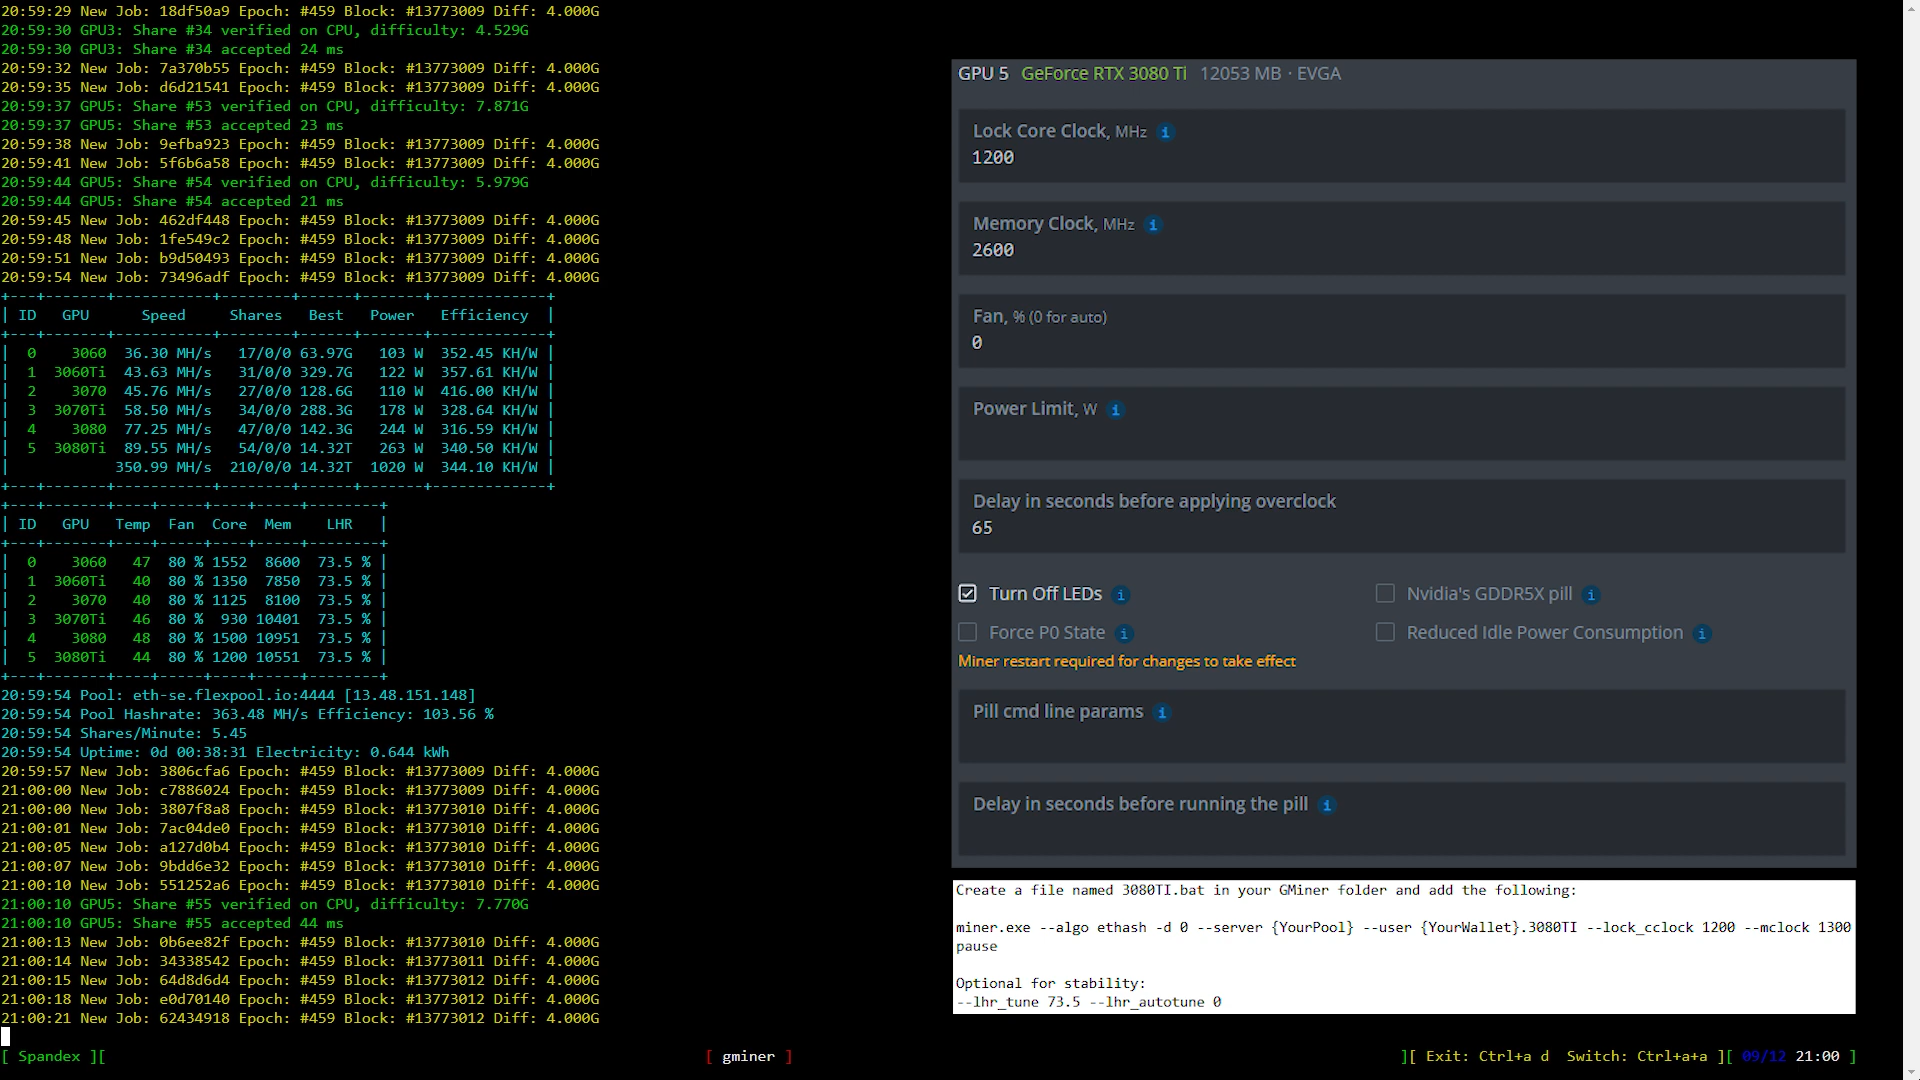 20:59:29 New Job: 18df50a9 Epoch: #459 Block: #13773009 Diff: 4.000G
20:59:30 GPU3: Share #34 verified on CPU, difficulty: 4.529G
20:59:30 GPU3: Share #34 accepted 24 ms
20:59:32 New Job: 7a370b55 Epoch: #459 Block: #13773009 Diff: 4.000G
20:59:35 New Job: d6d21541 Epoch: #459 Block: #13773009 Diff: 4.000G
20:59:37 GPU5: Share #53 verified on CPU, difficulty: 7.871G
20:59:37 GPU5: Share #53 accepted 23 ms
20:59:38 New Job: 9efba923 Epoch: #459 Block: #13773009 Diff: 4.000G
20:59:41 New Job: 5f6b6a58 Epoch: #459 Block: #13773009 Diff: 4.000G
20:59:44 GPU5: Share #54 verified on CPU, difficulty: 5.979G
20:59:44 GPU5: Share #54 accepted 21 ms
20:59:45 New Job: 462df448 Epoch: #459 Block: #13773009 Diff: 4.000G
20:59:48 New Job: 1fe549c2 Epoch: #459 Block: #13773009 Diff: 4.000G
20:59:51 New Job: b9d50493 Epoch: #459 Block: #13773009 Diff: 4.000G
20:59:54 New Job: 73496adf Epoch: #459 Block: #13773009 Diff: 4.000G
+---+-------+------------+--------+------+-------+-------------+
| ID GPU Speed Shares Best Power Efficiency |
+---+-------+------------+--------+------+-------+-------------+
| 0 3060 36.30 MH/s 17/0/0 63.97G 103 W 352.45 KH/W |
| 1 3060Ti 43.63 MH/s 31/0/0 329.7G 122 W 357.61 KH/W |
| 2 3070 45.76 MH/s 27/0/0 128.6G 110 W 416.00 KH/W |
| 3 3070Ti 58.50 MH/s 34/0/0 288.3G 178 W 328.64 KH/W |
| 4 3080 77.25 MH/s 47/0/0 142.3G 244 W 316.59 KH/W |
| 5 3080Ti 89.55 MH/s 54/0/0 14.32T 263 W 340.50 KH/W |
| 350.99 MH/s 210/0/0 14.32T 1020 W 344.10 KH/W |
+---+-------+------------+--------+------+-------+-------------+
+---+-------+----+-----+----+-----+--------+
| ID GPU Temp Fan Core Mem LHR |
+---+-------+----+-----+----+-----+--------+
| 0 3060 47 80 % 1552 8600 73.5 % |
| 1 3060Ti 40 80 % 1350 7850 73.5 % |
| 2 3070 40 80 % 1125 8100 73.5 % |
| 3 3070Ti 46 80 % 930 10401 73.5 % |
| 4 3080 48 80 % 1500 10951 73.5 % |
| 5 3080Ti 44 80 % 1200 10551 73.5 % |
+---+-------+----+-----+----+-----+--------+
20:59:54 Pool: eth-se.flexpool.io:4444 [13.48.151.148]
20:59:54 Pool Hashrate: 363.48 MH/s Efficiency: 103.56 %
20:59:54 Shares/Minute: 5.45
20:59:54 Uptime: 0d 00:38:31 Electricity: 0.644 kWh
20:59:57 New Job: 3806cfa6 Epoch: #459 Block: #13773009 Diff: 4.000G
21:00:00 New Job: c7886024 Epoch: #459 Block: #13773009 Diff: 4.000G
21:00:00 New Job: 3807f8a8 Epoch: #459 Block: #13773010 Diff: 4.000G
21:00:01 New Job: 7ac04de0 Epoch: #459 Block: #13773010 Diff: 4.000G
21:00:05 New Job: a127d0b4 Epoch: #459 Block: #13773010 Diff: 4.000G
21:00:07 New Job: 9bdd6e32 Epoch: #459 Block: #13773010 Diff: 4.000G
21:00:10 New Job: 551252a6 Epoch: #459 Block: #13773010 Diff: 4.000G
21:00:10 GPU5: Share #55 verified on CPU, difficulty: 7.770G
21:00:10 GPU5: Share #55 accepted 44 ms
21:00:13 New Job: 0b6ee82f Epoch: #459 Block: #13773010 Diff: 4.000G
21:00:14 New Job: 34338542 Epoch: #459 Block: #13773011 Diff: 4.000G
21:00:15 New Job: 64d8d6d4 Epoch: #459 Block: #13773012 Diff: 4.000G
21:00:18 New Job: e0d70140 Epoch: #459 Block: #13773012 Diff: 4.000G
21:00:21 New Job: 62434918 Epoch: #459 Block: #13773012 Diff: 4.000G
GPU 5 GeForce RTX 3080 Ti 12053 MB · EVGA
Lock Core Clock, MHz i
1200
Memory Clock, MHz i
2600
Fan, % (0 for auto)
0
Power Limit, W i
Delay in seconds before applying overclock
65
Turn Off LEDs i Nvidia's GDDR5X pill i
Force P0 State i Reduced Idle Power Consumption i
Miner restart required for changes to take effect
Pill cmd line params i
Delay in seconds before running the pill i
Create a file named 3080TI.bat in your GMiner folder and add the following:
miner.exe --algo ethash -d 0 --server {YourPool} --user {YourWallet}.3080TI --lock_cclock 1200 --mclock 1300
pause
Optional for stability:
--lhr_tune 73.5 --lhr_autotune 0
[ Spandex ][ [ gminer ] ][ Exit: Ctrl+a d Switch: Ctrl+a+a ][ 09/12 21:00 ]